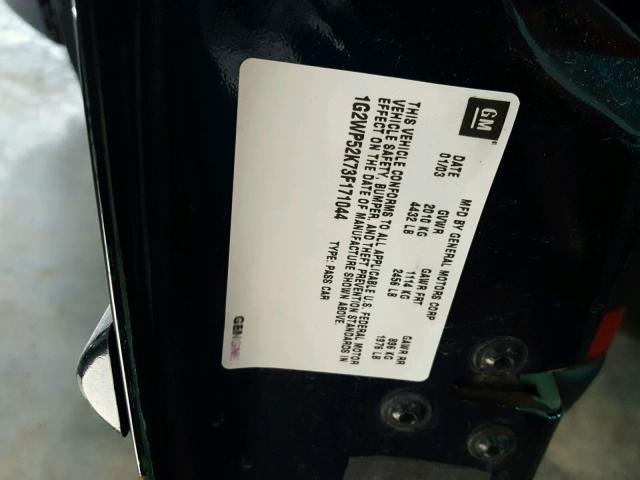 GM
MFD BY GENERAL MOTORS CORP
DATE GVWR GAWR FRT GAWR RR
01/03 2010 KG 1114 KG 896 KG
4432 LB 2456 LB 1976 LB
THIS VEHICLE CONFORMS TO ALL APPLICABLE U.S. FEDERAL MOTOR
VEHICLE SAFETY, BUMPER, AND THEFT PREVENTION STANDARDS IN
EFFECT ON THE DATE OF MANUFACTURE SHOWN ABOVE.
1G2WP52K73F171044 TYPE: PASS CAR